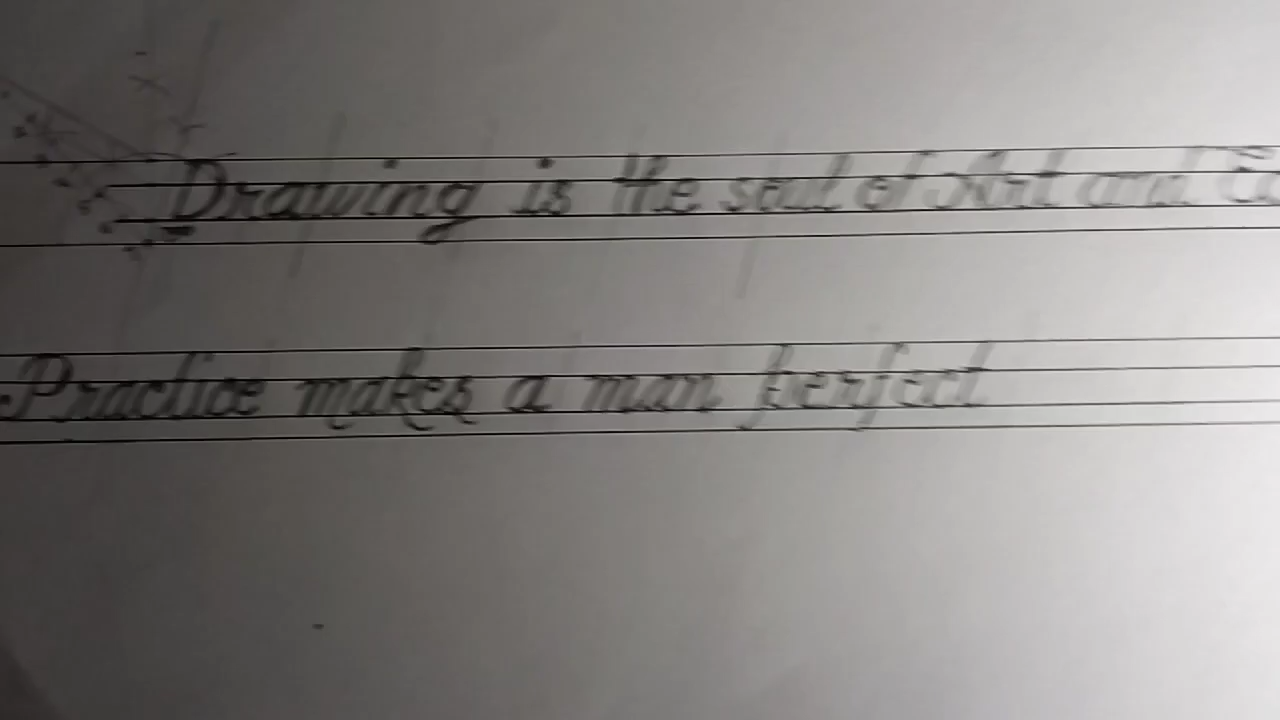 Drawing is the soul of Art and
Practice makes a man perfect